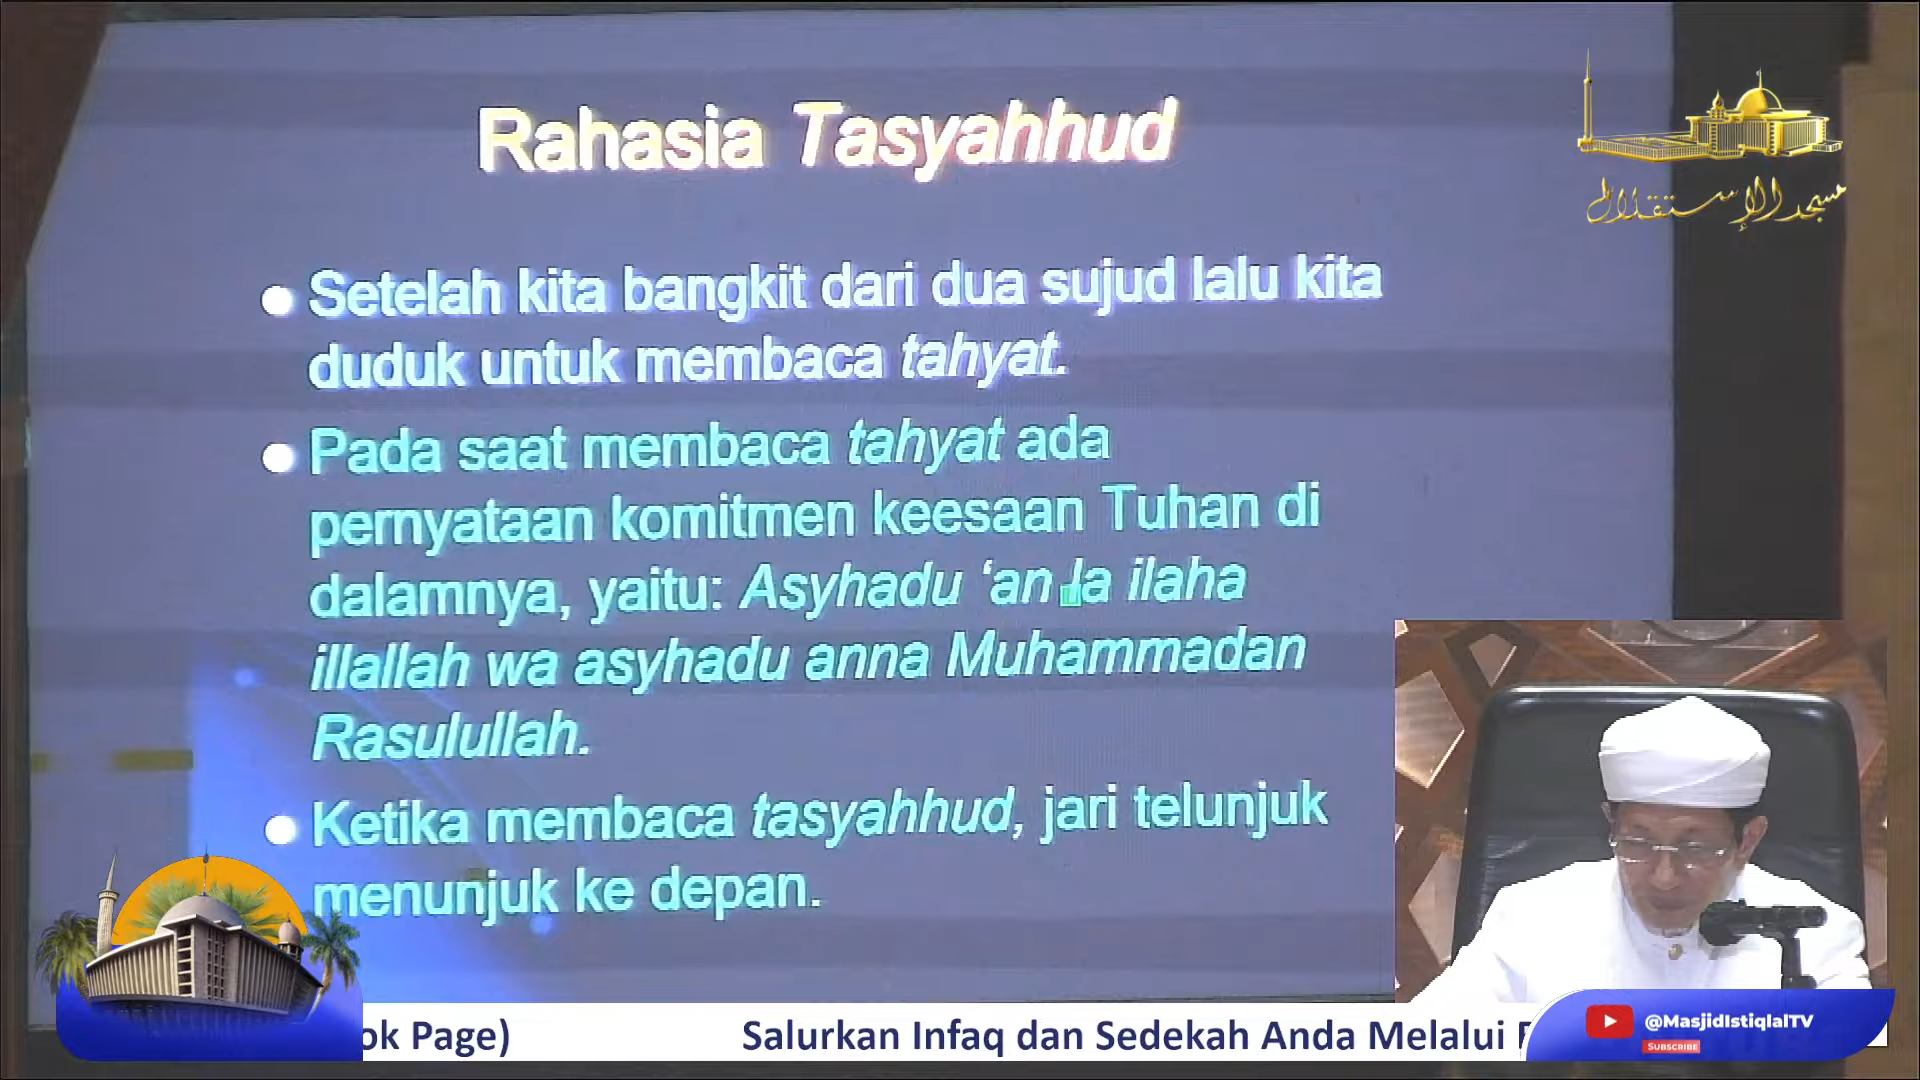 Rahasia Tasyahhud
مسجد الإستقلال
Setelah kita bangkit dari dua sujud lalu kita
duduk untuk membaca tahyat.
Pada saat membaca tahyat ada
pernyataan komitmen keesaan Tuhan di
dalamnya, yaitu: Asyhadu ‘an la ilaha
illallah wa asyhadu anna Muhammadan
Rasulullah.
Ketika membaca tasyahhud, jari telunjuk
menunjuk ke depan.
ok Page) Salurkan Infaq dan Sedekah Anda Melalui
@MasjidIstiqlalTV
SUBSCRIBE